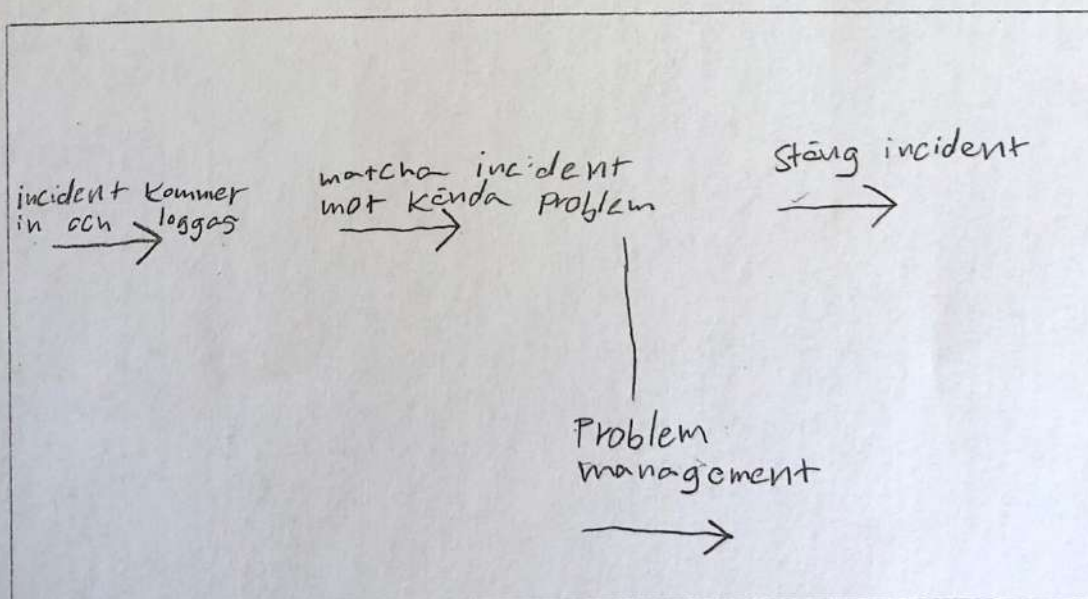 incident kommer
in och loggas
matcha incident
mot kända problem
Stäng incident
Problem
management